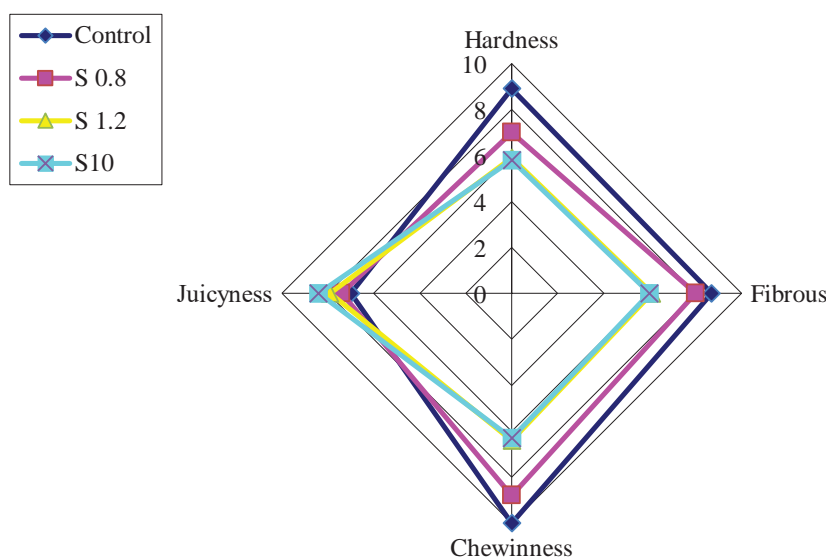 Control
S 0.8
S 1.2
S10
Hardness
10
8
6
4
2
0
Juicyness
Fibrous
Chewinness